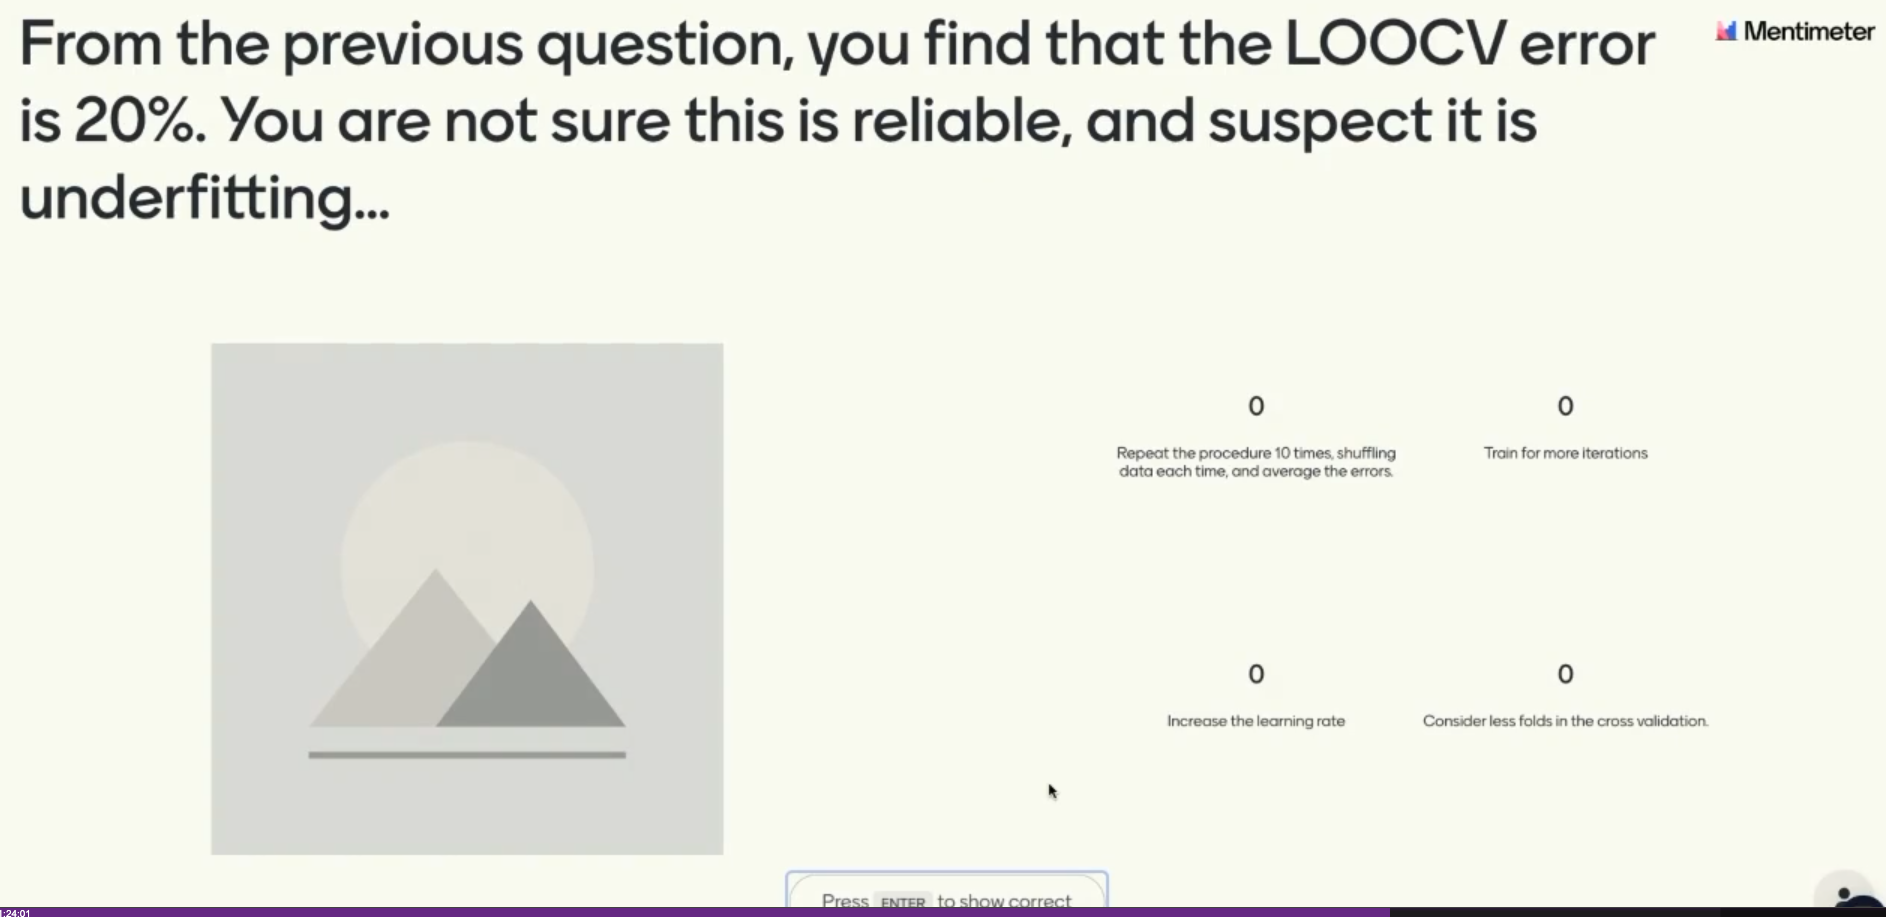 From the previous question, you find that the LOOCV error
is 20%. You are not sure this is reliable, and suspect it is
underfitting...
Mentimeter
0
Repeat the procedure 10 times, shuffling
data each time, and average the errors.
0
Train for more iterations
0
Increase the learning rate
0
Consider less folds in the cross validation.
Press ENTER to show correct
1:24:01